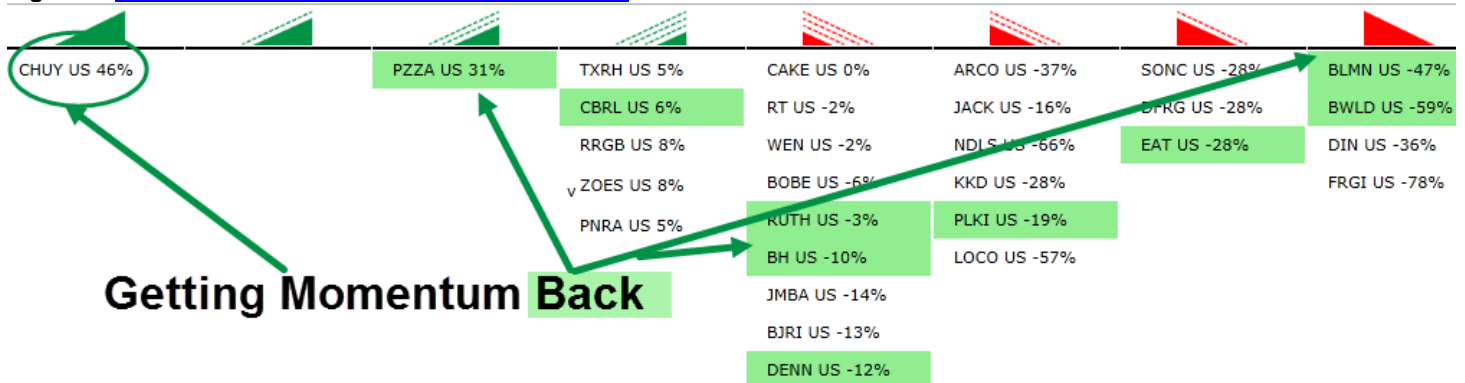 CHUY US 46% PZZA US 31% TXRH US 5% CAKE US 0% ARCO US -37% SONC US -28% BLMN US -47%
CBRL US 6% RT US -2% JACK US -16% DFRG US -28% BWLD US -59%
RRGB US 8% WEN US -2% NDLS US -66% EAT US -28% DIN US -36%
v ZOES US 8% BOBE US -6% KKD US -28% FRGI US -78%
PNRA US 5% RUTH US -3% PLKI US -19%
BH US -10% LOCO US -57%
Getting Momentum Back
JMBA US -14%
BJRI US -13%
DENN US -12%